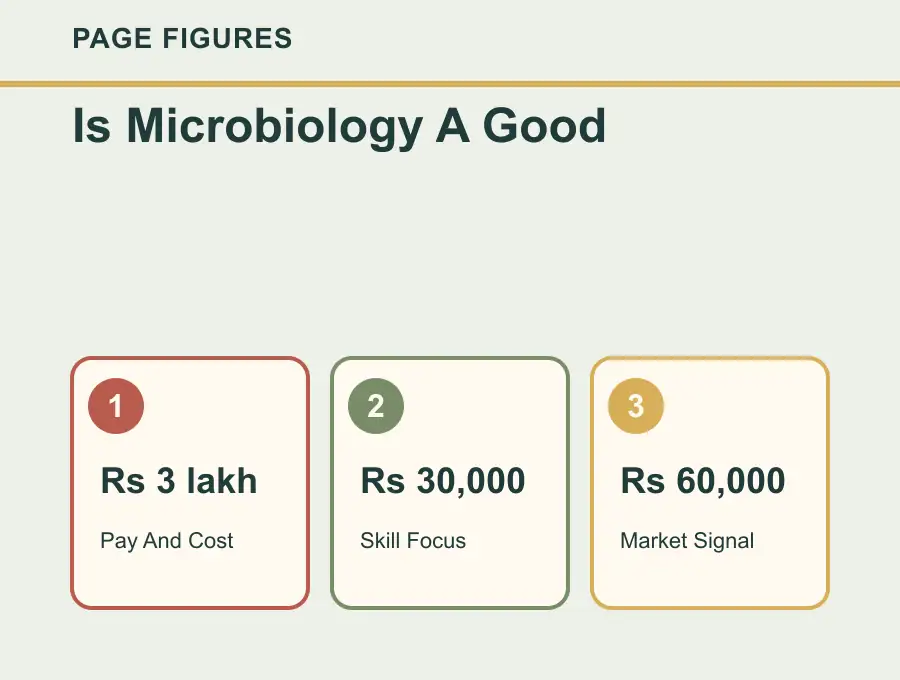 PAGE FIGURES
Is Microbiology A Good
1
2
3
Rs 3 lakh
Rs 30,000
Rs 60,000
Pay And Cost
Skill Focus
Market Signal